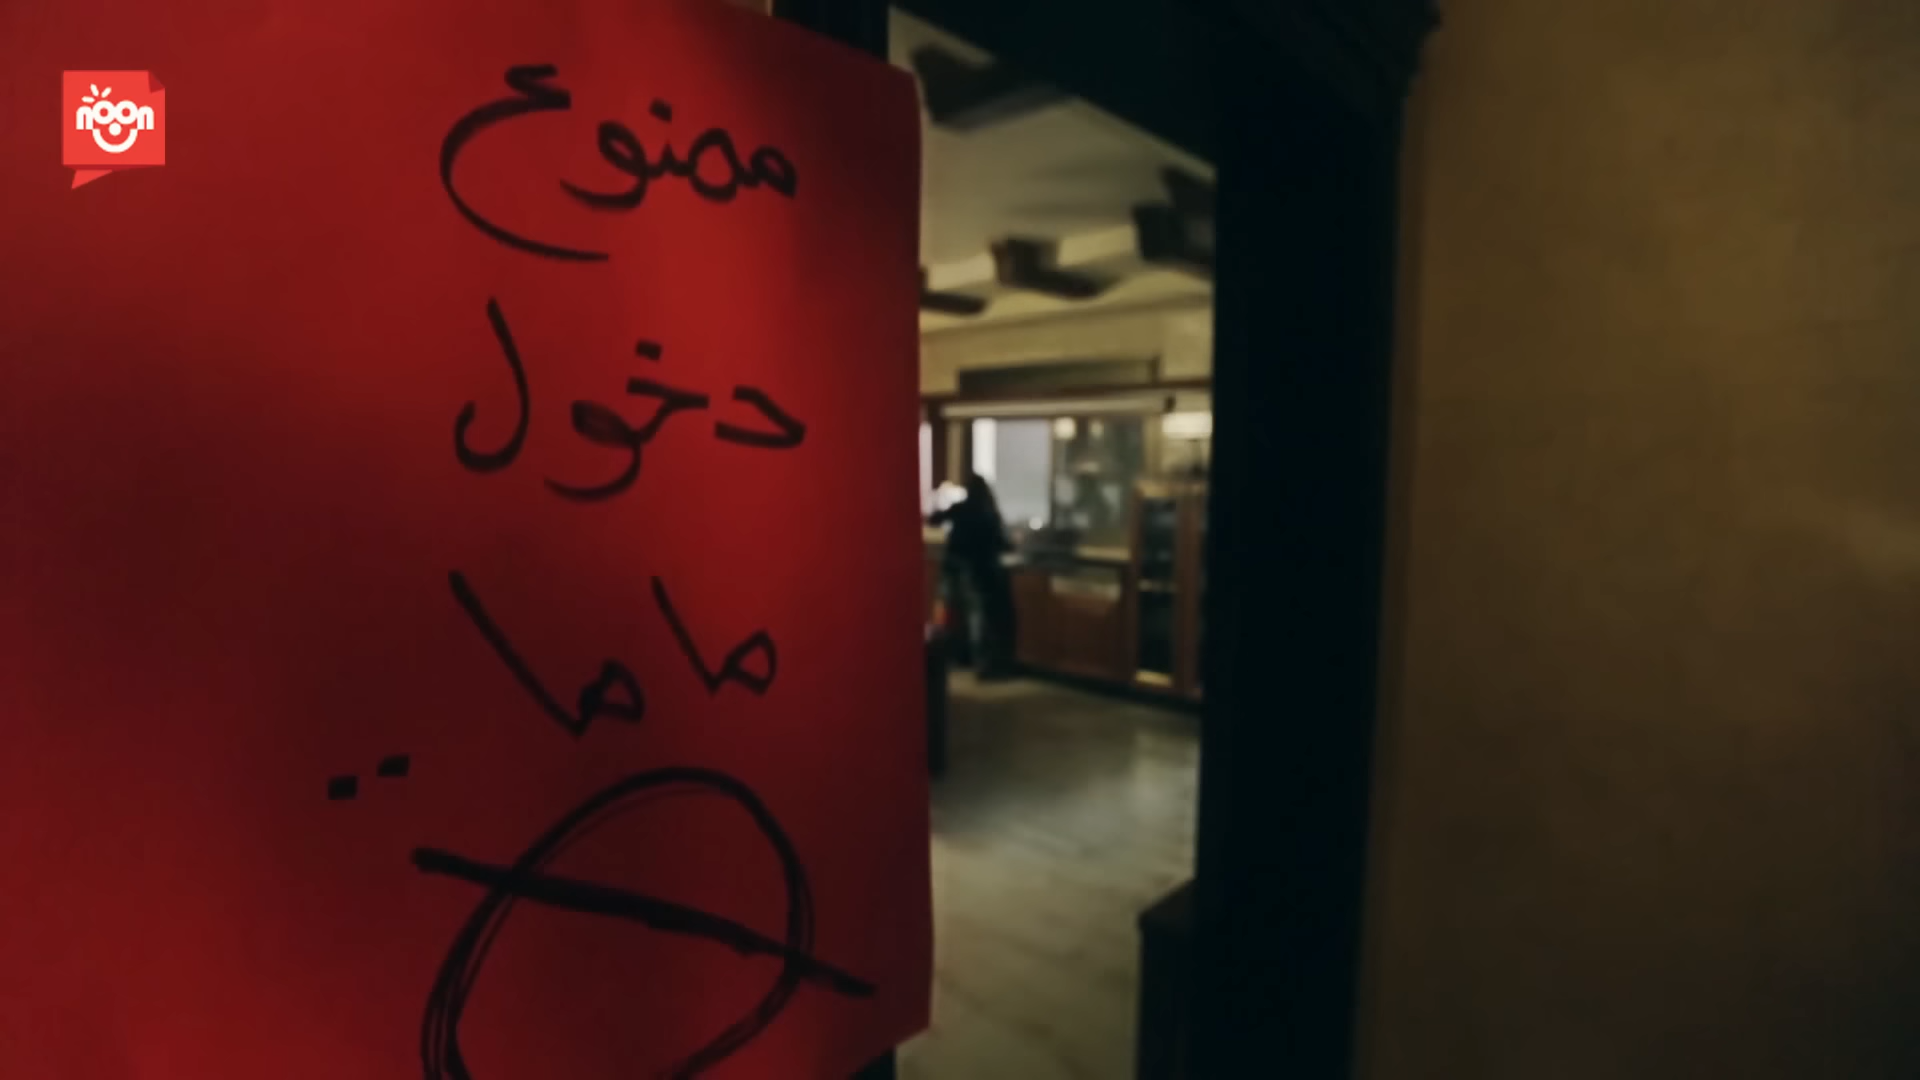 noon
ممنوع
دخول
ماما
..